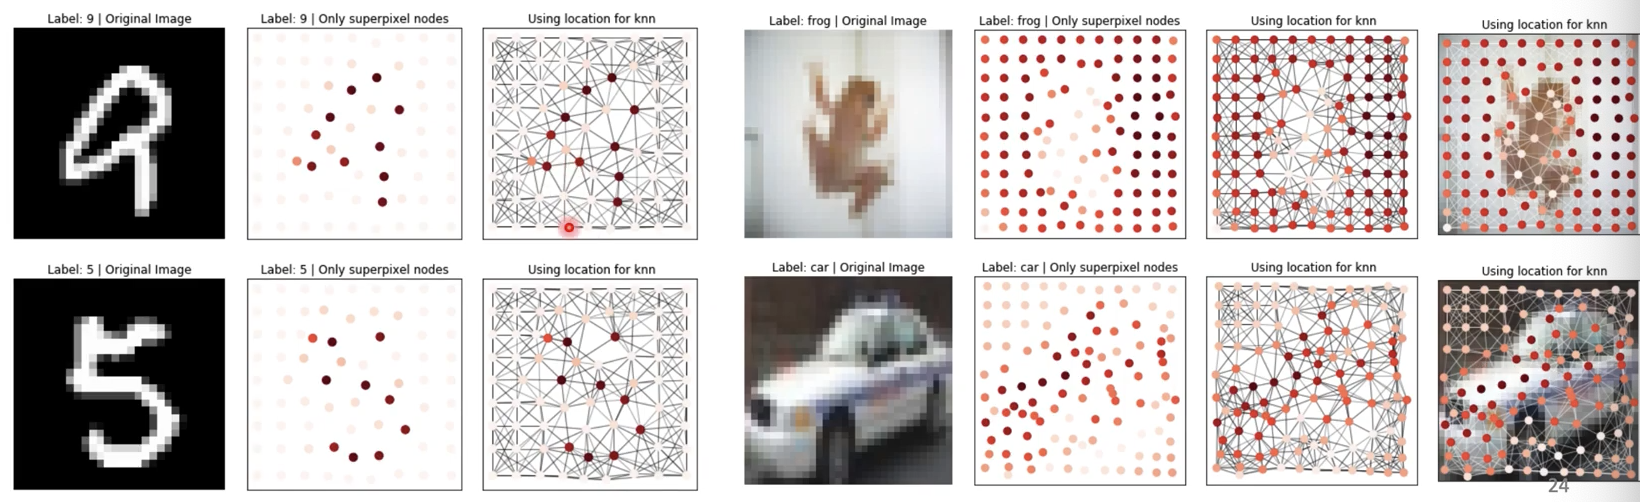 Label: 9 | Original Image
Label: 9 | Only superpixel nodes
Using location for knn
Label: frog | Original Image
Label: frog | Only superpixel nodes
Using location for knn
Using location for knn
Label: 5 | Original Image
Label: 5 | Only superpixel nodes
Using location for knn
Label: car | Original Image
Label: car | Only superpixel nodes
Using location for knn
Using location for knn
24